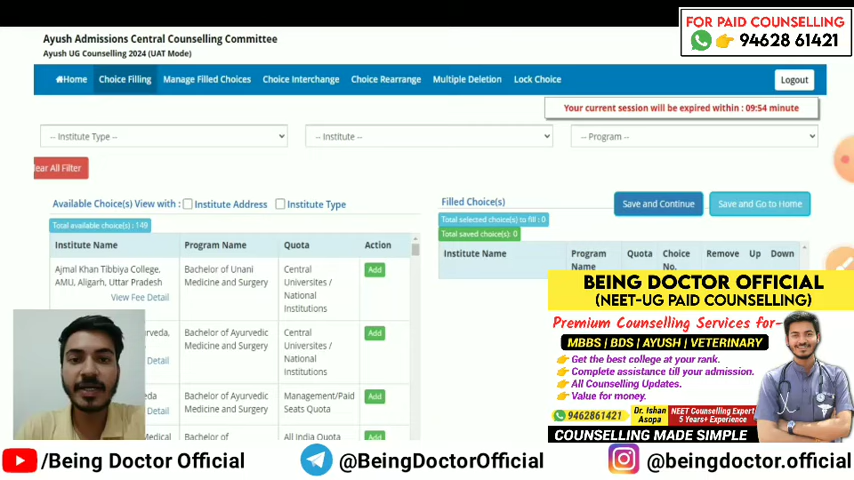 FOR PAID COUNSELLING
94628 61421
Ayush Admissions Central Counselling Committee
Ayush UG Counselling 2024 (UAT Mode)
Home Choice Filling Manage Filled Choices Choice Interchange Choice Rearrange Multiple Deletion Lock Choice Logout
Your current session will be expired within : 09:54 minute
-- Institute Type -- -- Institute -- -- Program --
lear All Filter
Available Choice(s) View with : Institute Address Institute Type
Total available choice(s) : 149
Institute Name Program Name Quota Action
Ajmal Khan Tibbiya College,
AMU, Aligarh, Uttar Pradesh
View Fee Detail
Bachelor of Unani
Medicine and Surgery
Central
Universities /
National
Institutions
Add
urveda,
Detail
Bachelor of Ayurvedic
Medicine and Surgery
Central
Universities /
National
Institutes
Add
eda
Detail
Bachelor of Ayurvedic
Medicine and Surgery
Management/Paid
Seats Quota
Add
Medical
Bachelor of
All India Quota
Add
Filled Choice(s)
Save and Continue Save and Go to Home
Total selected choice(s) to fill : 0
Total saved choice(s): 0
Institute Name Program Name Quota Choice No. Remove Up Down
BEING DOCTOR OFFICIAL
(NEET-UG PAID COUNSELLING)
Premium Counselling Services for-
MBBS | BDS | AYUSH | VETERINARY
Get the best college at your rank.
Complete assistance till your admission.
All Counselling Updates.
Value for money.
9462861421
Dr. Ishan
Asopa
NEET Counselling Expert
5 Years+ Experience
COUNSELLING MADE SIMPLE
/Being Doctor Official @BeingDoctorOfficial @beingdoctor.official